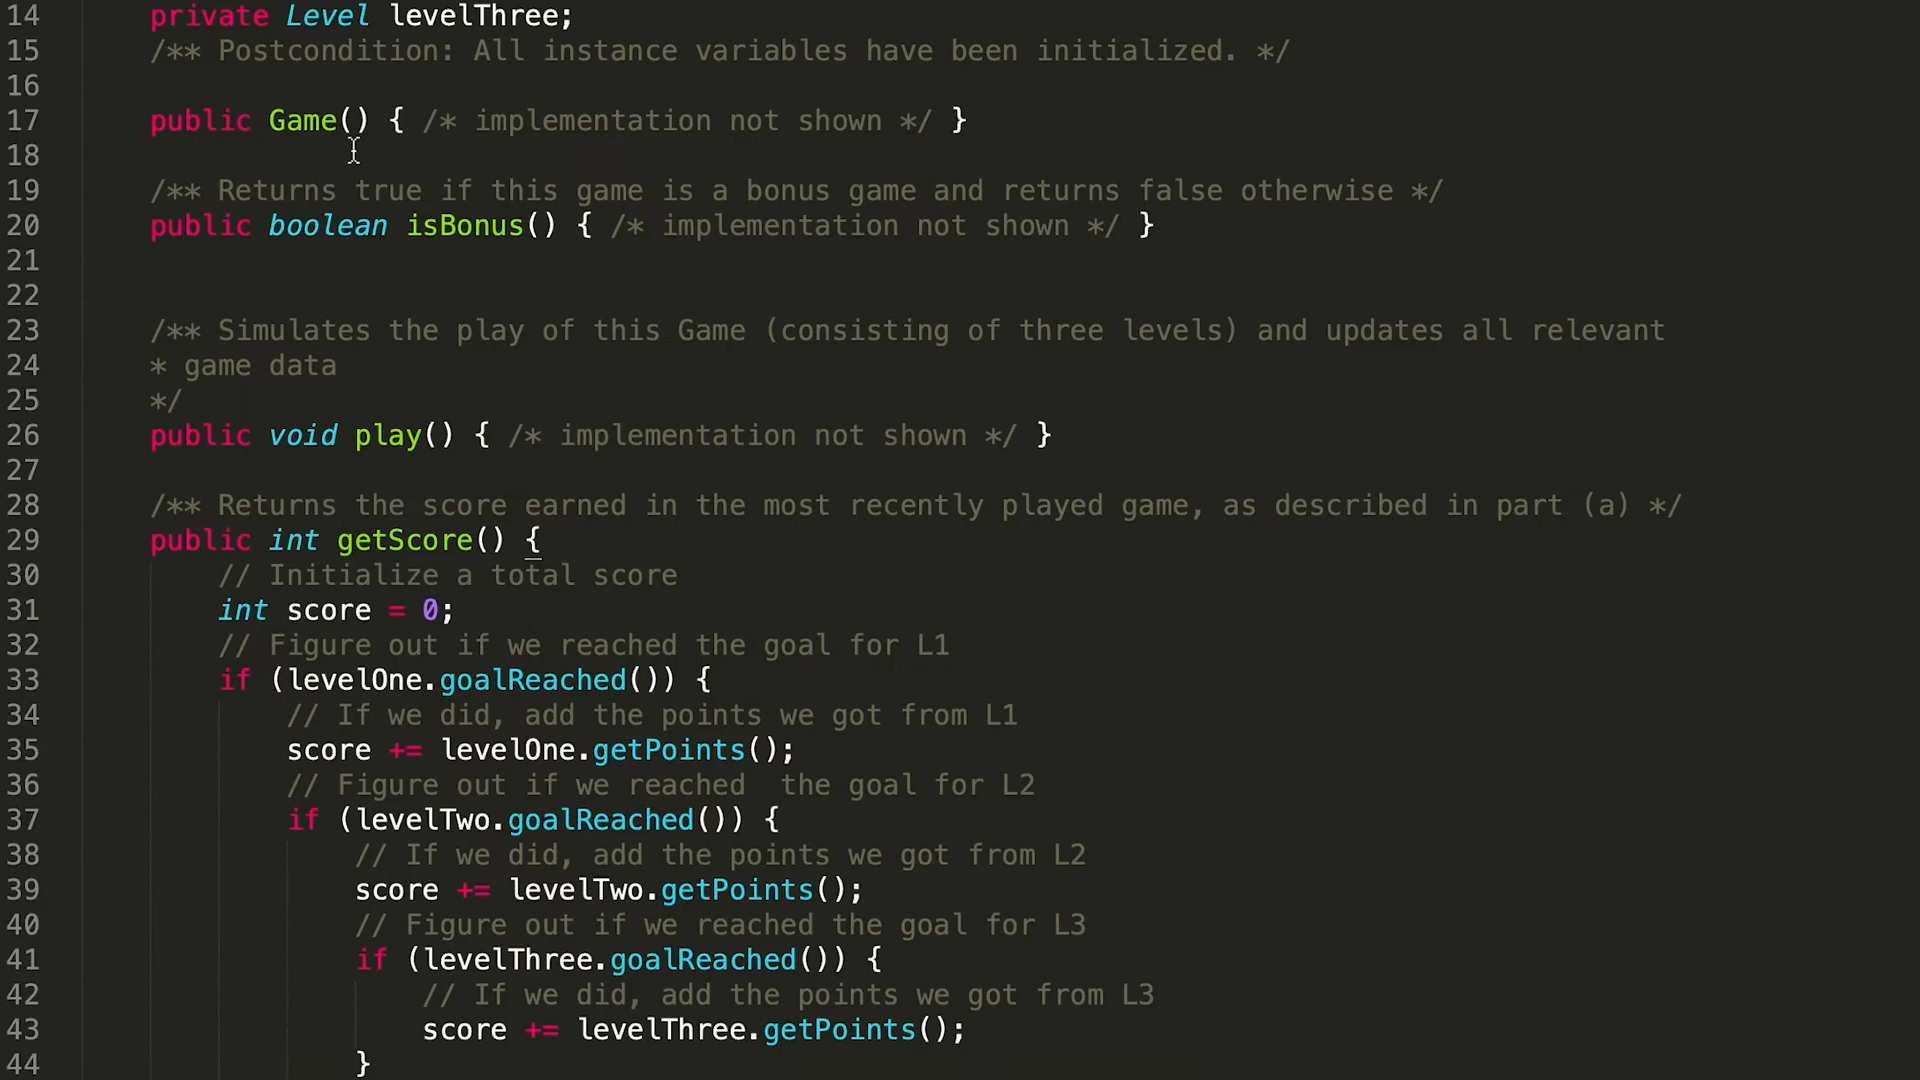 14 private Level levelThree;
15 /** Postcondition: All instance variables have been initialized. */
16
17 public Game() { /* implementation not shown */ }
18
19 /** Returns true if this game is a bonus game and returns false otherwise */
20 public boolean isBonus() { /* implementation not shown */ }
21
22
23 /** Simulates the play of this Game (consisting of three levels) and updates all relevant
24 * game data
25 */
26 public void play() { /* implementation not shown */ }
27
28 /** Returns the score earned in the most recently played game, as described in part (a) */
29 public int getScore() {
30 // Initialize a total score
31 int score = 0;
32 // Figure out if we reached the goal for L1
33 if (levelOne.goalReached()) {
34 // If we did, add the points we got from L1
35 score += levelOne.getPoints();
36 // Figure out if we reached  the goal for L2
37 if (levelTwo.goalReached()) {
38 // If we did, add the points we got from L2
39 score += levelTwo.getPoints();
40 // Figure out if we reached the goal for L3
41 if (levelThree.goalReached()) {
42 // If we did, add the points we got from L3
43 score += levelThree.getPoints();
44 }